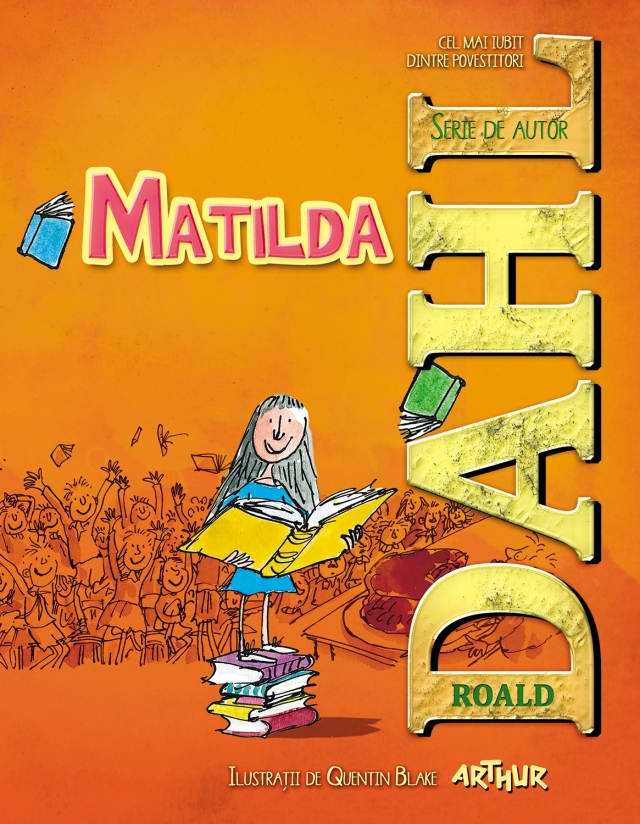 CEL MAI IUBIT
DINTRE POVESTITORI
SERIE DE AUTOR
MATILDA
ROALD
DAHL
ILUSTRAȚII DE QUENTIN BLAKE
ARTHUR